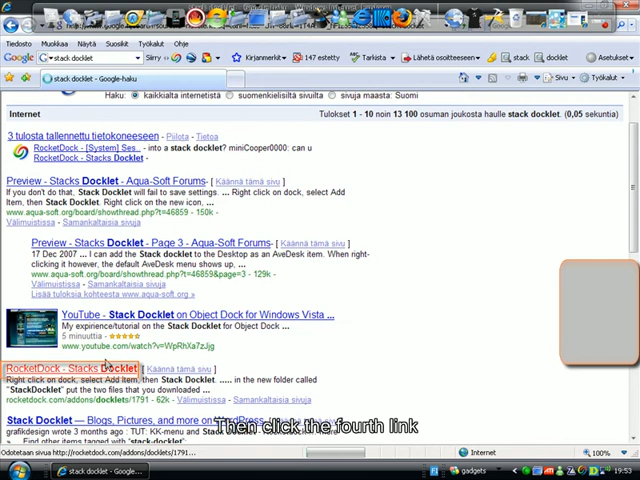 Tiedosto Muokkaa Näytä Suosikit Työkalut Ohje
Google stack docklet Siirry Kirjanmerkit 147 estetty Tarkista Lähetä osoitteeseen stack docklet Asetukset
stack docklet - Google-haku Sivu Työkalut
Haku: kaikkialta internetistä suomenkielisiltä sivuilta sivuja maasta: Suomi
Internet Tulokset 1 - 10 noin 13 100 osuman joukosta haulle stack docklet. (0,05 sekuntia)
3 tulosta tallennettu tietokoneeseen - Piilota - Tietoa
RocketDock - [System] Ses... - into a stack docklet? miniCooper0000: can u
RocketDock - Stacks Docklet -
Preview - Stacks Docklet - Aqua-Soft Forums - [ Käännä tämä sivu ]
If you don't do that, Stack Docklet will fail to save settings. ... Right click on dock, select Add
Item, then Stack Docklet. Right click on the new icon, ...
www.aqua-soft.org/board/showthread.php?t=46859 - 150k -
Välimuistissa - Samankaltaisia sivuja
Preview - Stacks Docklet - Page 3 - Aqua-Soft Forums - [ Käännä tämä sivu ]
17 Dec 2007 ... I can add the Stack docklet to the Desktop as an AveDesk item. When right-
clicking it however, the default AveDesk menu shows up, ...
www.aqua-soft.org/board/showthread.php?t=46859&page=3 - 129k -
Välimuistissa - Samankaltaisia sivuja
Lisää tuloksia kohteesta www.aqua-soft.org »
YouTube - Stack Docklet on Object Dock for Windows Vista ...
My exprience/tutorial on the Stack Docklet for Object Dock ...
5 minuuttia -
www.youtube.com/watch?v=WpRhXa7zJjg
RocketDock - Stacks Docklet - [ Käännä tämä sivu ]
Right click on dock, select Add Item, then Stack Docklet. ..... in the new folder called
"StackDocklet" put the two files that you downloaded ...
rocketdock.com/addons/docklets/1791 - 62k - Välimuistissa - Samankaltaisia sivuja
Stack Docklet — Blogs, Pictures, and more on WordPress
grafikdesign wrote 3 months ago : TUT: KK-menu and Stack
... Find other items tagged with "stack-docklet"
Then click the fourth link
Odotetaan sivua http://rocketdock.com/addons/docklets/1791... Internet 100%
stack docklet - Goog... gadgets FI 19:53